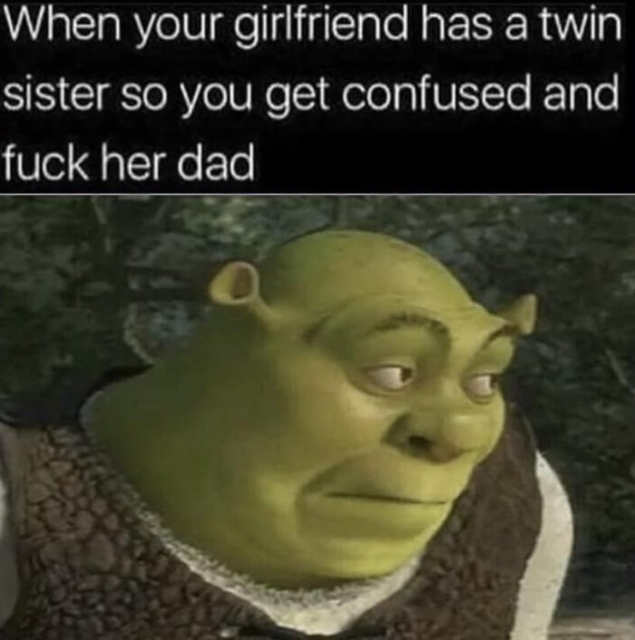 When your girlfriend has a twin
sister so you get confused and
fuck her dad